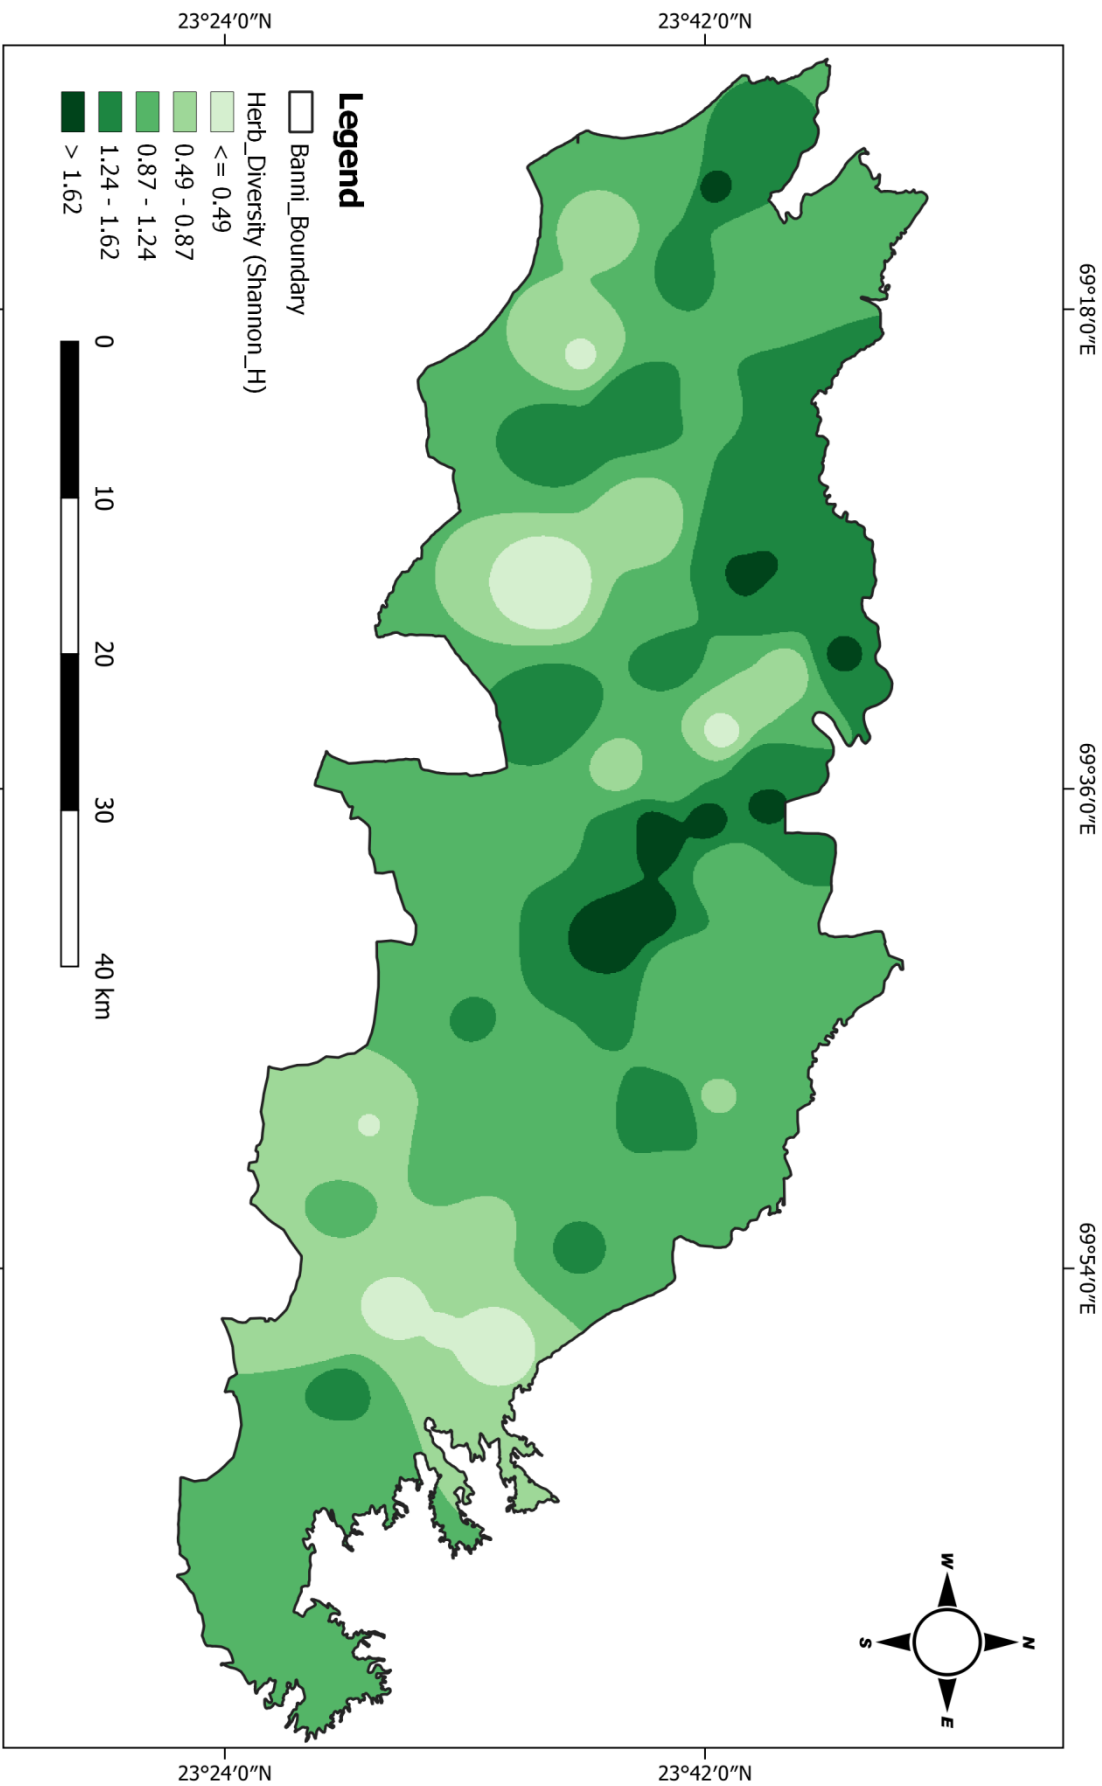 23°24′0″N
23°42′0″N
69°18′0″E
69°36′0″E
69°54′0″E
N
W
E
S
Legend
Banni_Boundary
Herb_Diversity (Shannon_H)
<= 0.49
0.49 - 0.87
0.87 - 1.24
1.24 - 1.62
> 1.62
0 10 20 30 40 km
23°24′0″N
23°42′0″N